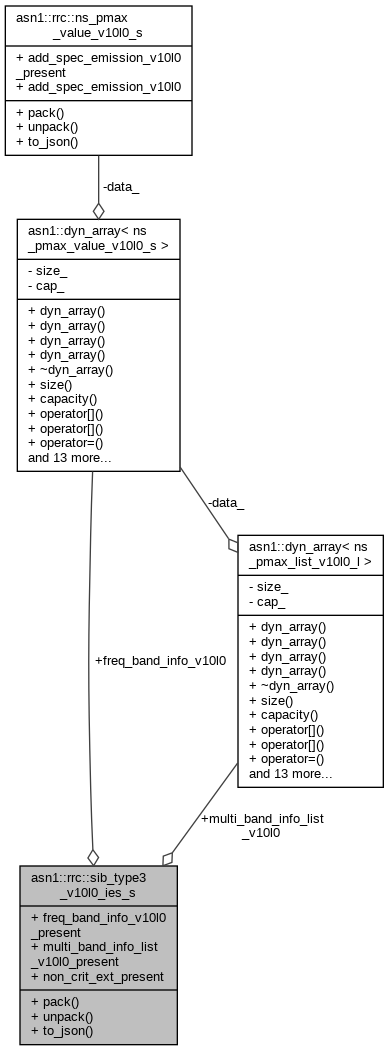 asn1::rrc::ns_pmax
_value_v10l0_s
+ add_spec_emission_v10l0
_present
+ add_spec_emission_v10l0
+ pack()
+ unpack()
+ to_json()
-data_
asn1::dyn_array< ns
_pmax_value_v10l0_s >
- size_
- cap_
+ dyn_array()
+ dyn_array()
+ dyn_array()
+ dyn_array()
+ ~dyn_array()
+ size()
+ capacity()
+ operator[]()
+ operator[]()
+ operator=()
and 13 more...
-data_
asn1::dyn_array< ns
_pmax_list_v10l0_l >
- size_
- cap_
+ dyn_array()
+ dyn_array()
+ dyn_array()
+ dyn_array()
+ ~dyn_array()
+ size()
+ capacity()
+ operator[]()
+ operator[]()
+ operator=()
and 13 more...
+freq_band_info_v10l0
+multi_band_info_list
_v10l0
asn1::rrc::sib_type3
_v10l0_ies_s
+ freq_band_info_v10l0
_present
+ multi_band_info_list
_v10l0_present
+ non_crit_ext_present
+ pack()
+ unpack()
+ to_json()